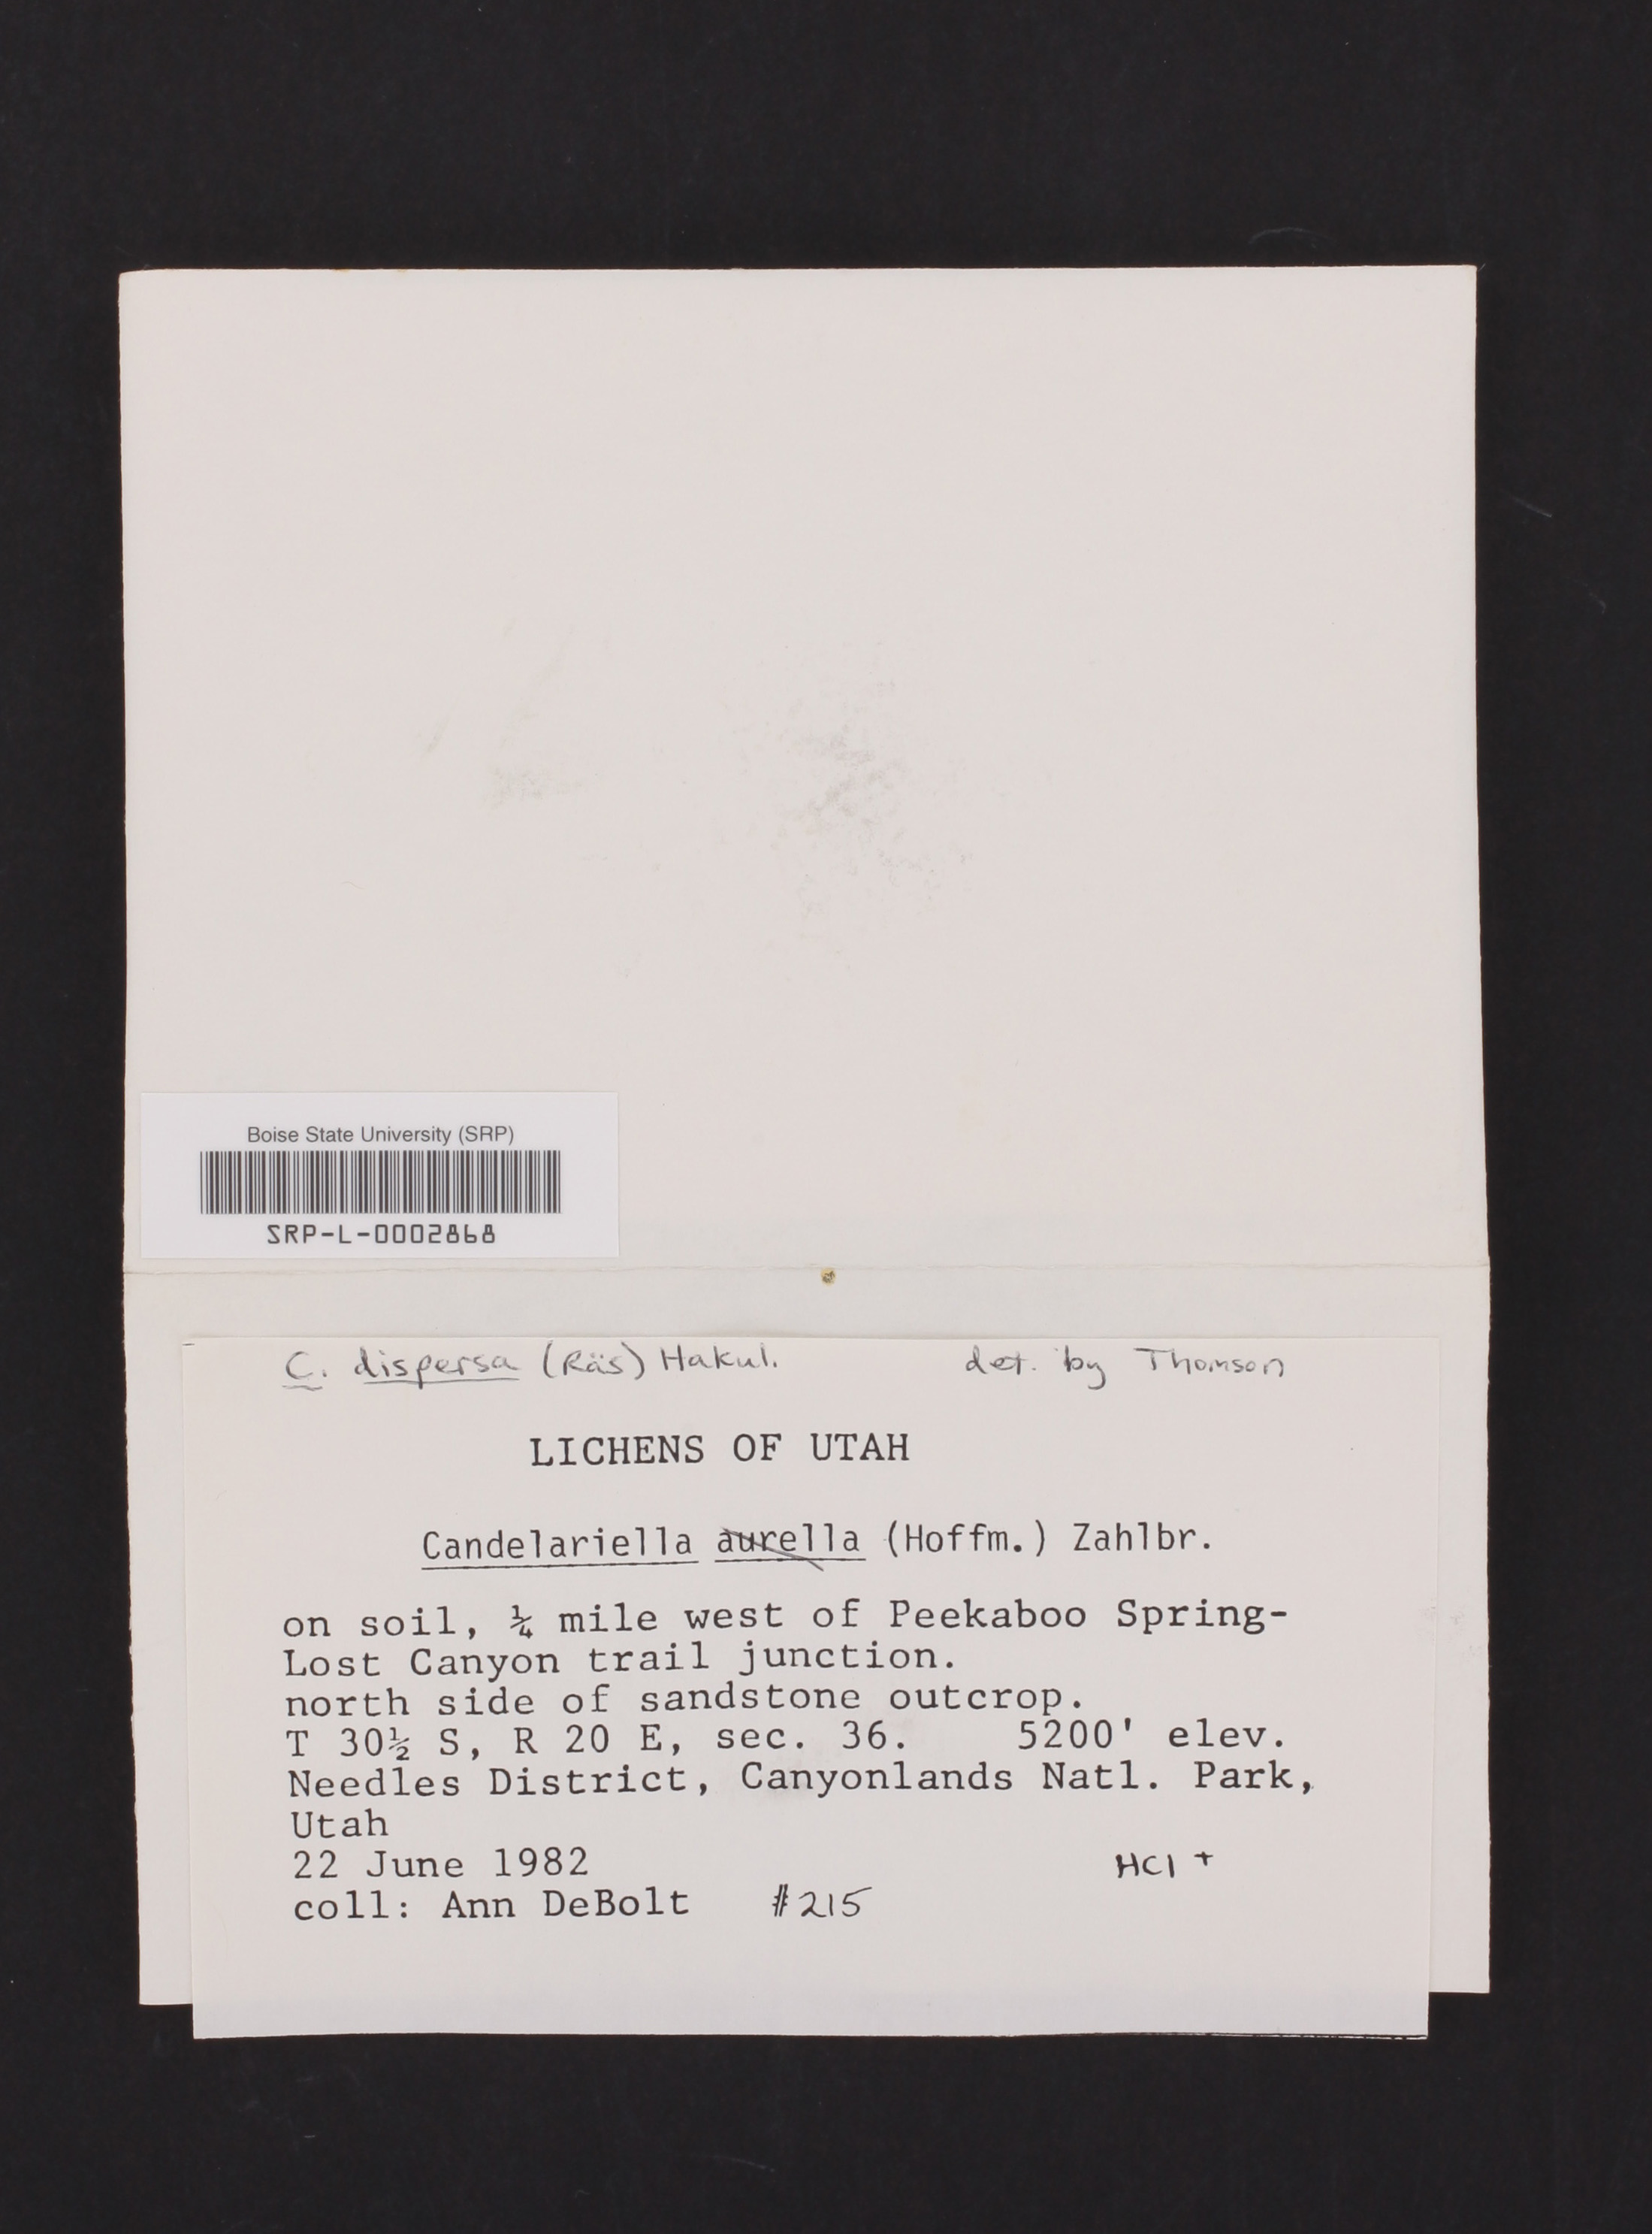 Boise State University (SRP)
SRP-L-0002868
C. dispersa (Räs) Hakul. det. by Thomson
LICHENS OF UTAH
Candelariella aurella (Hoffm.) Zahlbr.
on soil, ¼ mile west of Peekaboo Spring-
Lost Canyon trail junction.
north side of sandstone outcrop.
T 30½ S, R 20 E, sec. 36. 5200' elev.
Needles District, Canyonlands Natl. Park,
Utah
22 June 1982 HCl +
coll: Ann DeBolt #215